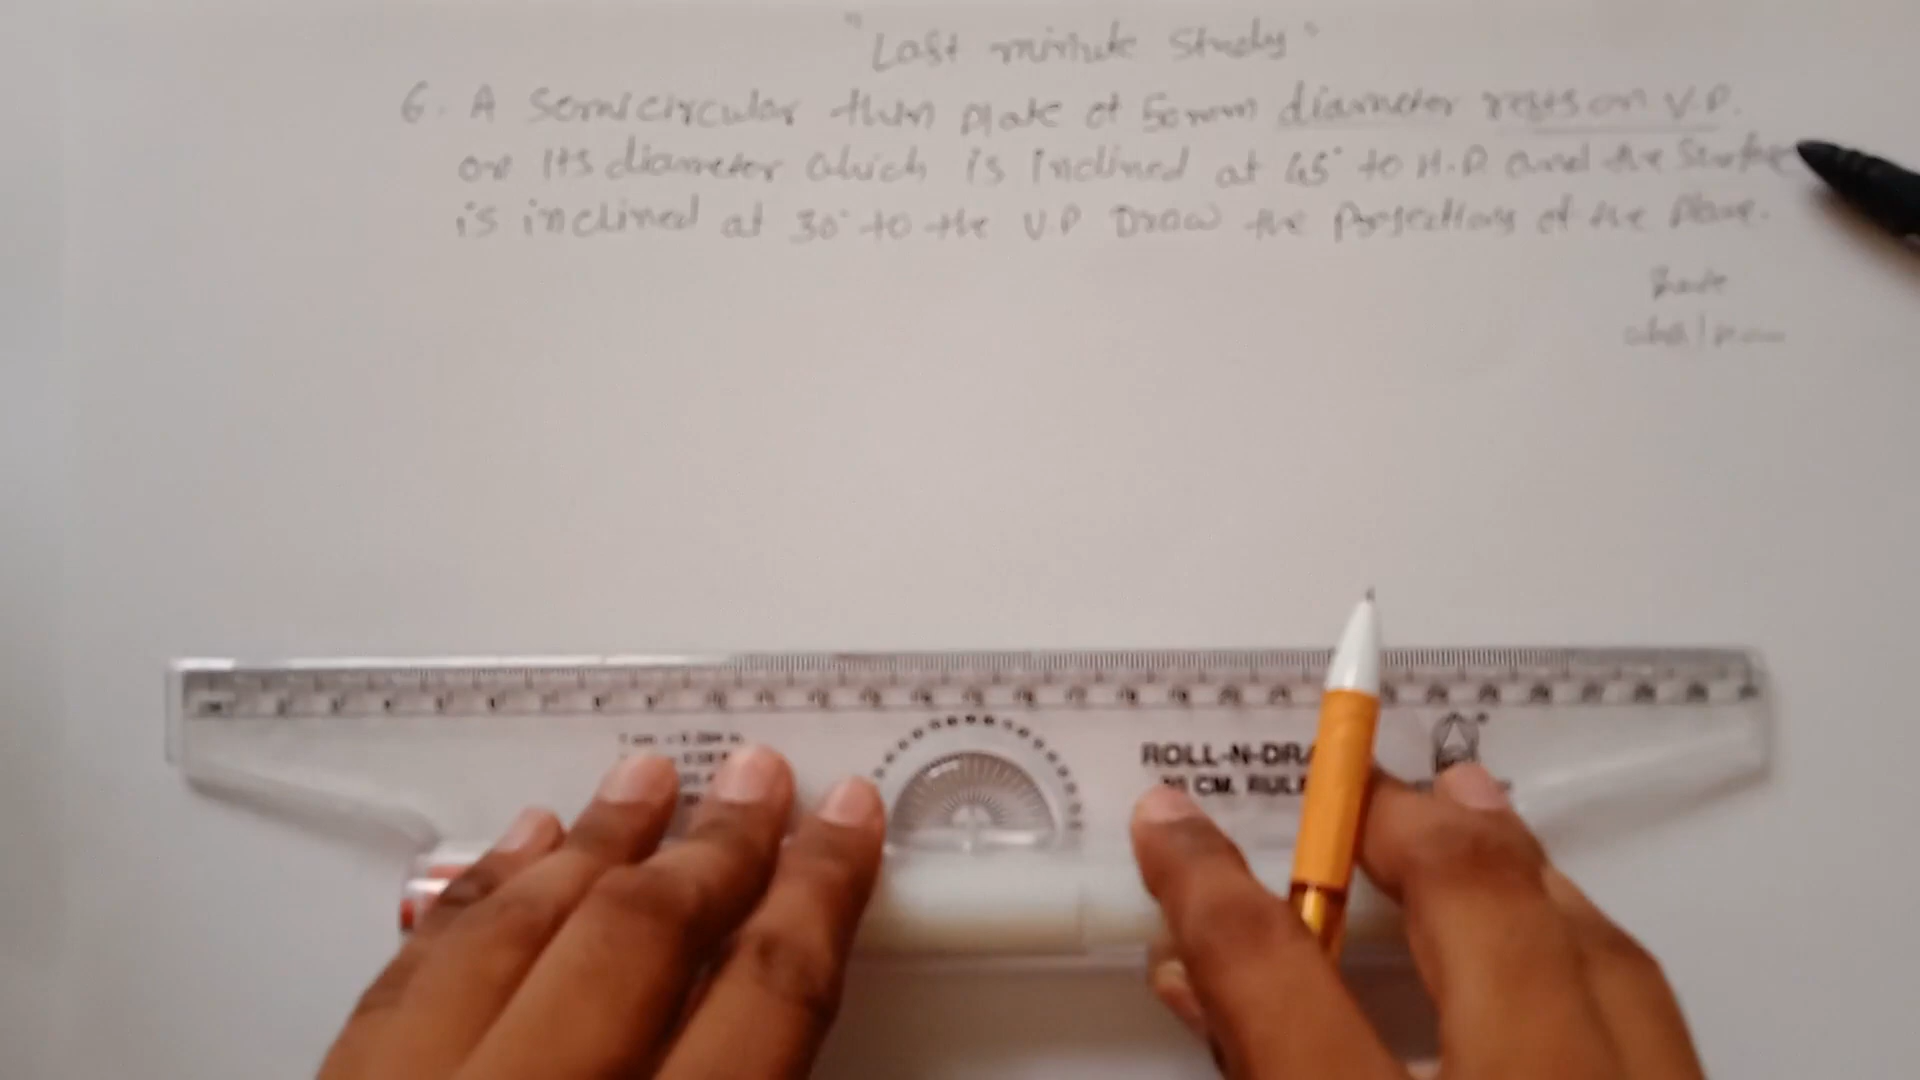 "Last minute Study"
6. A Semicircular thin plate of 50mm diameter rests on V.P.
on its diameter which is inclined at 45° to H.P and the Surface
is inclined at 30° to the V.P Draw the Projections of the plane.
ROLL-N-DRA
CM. RUL